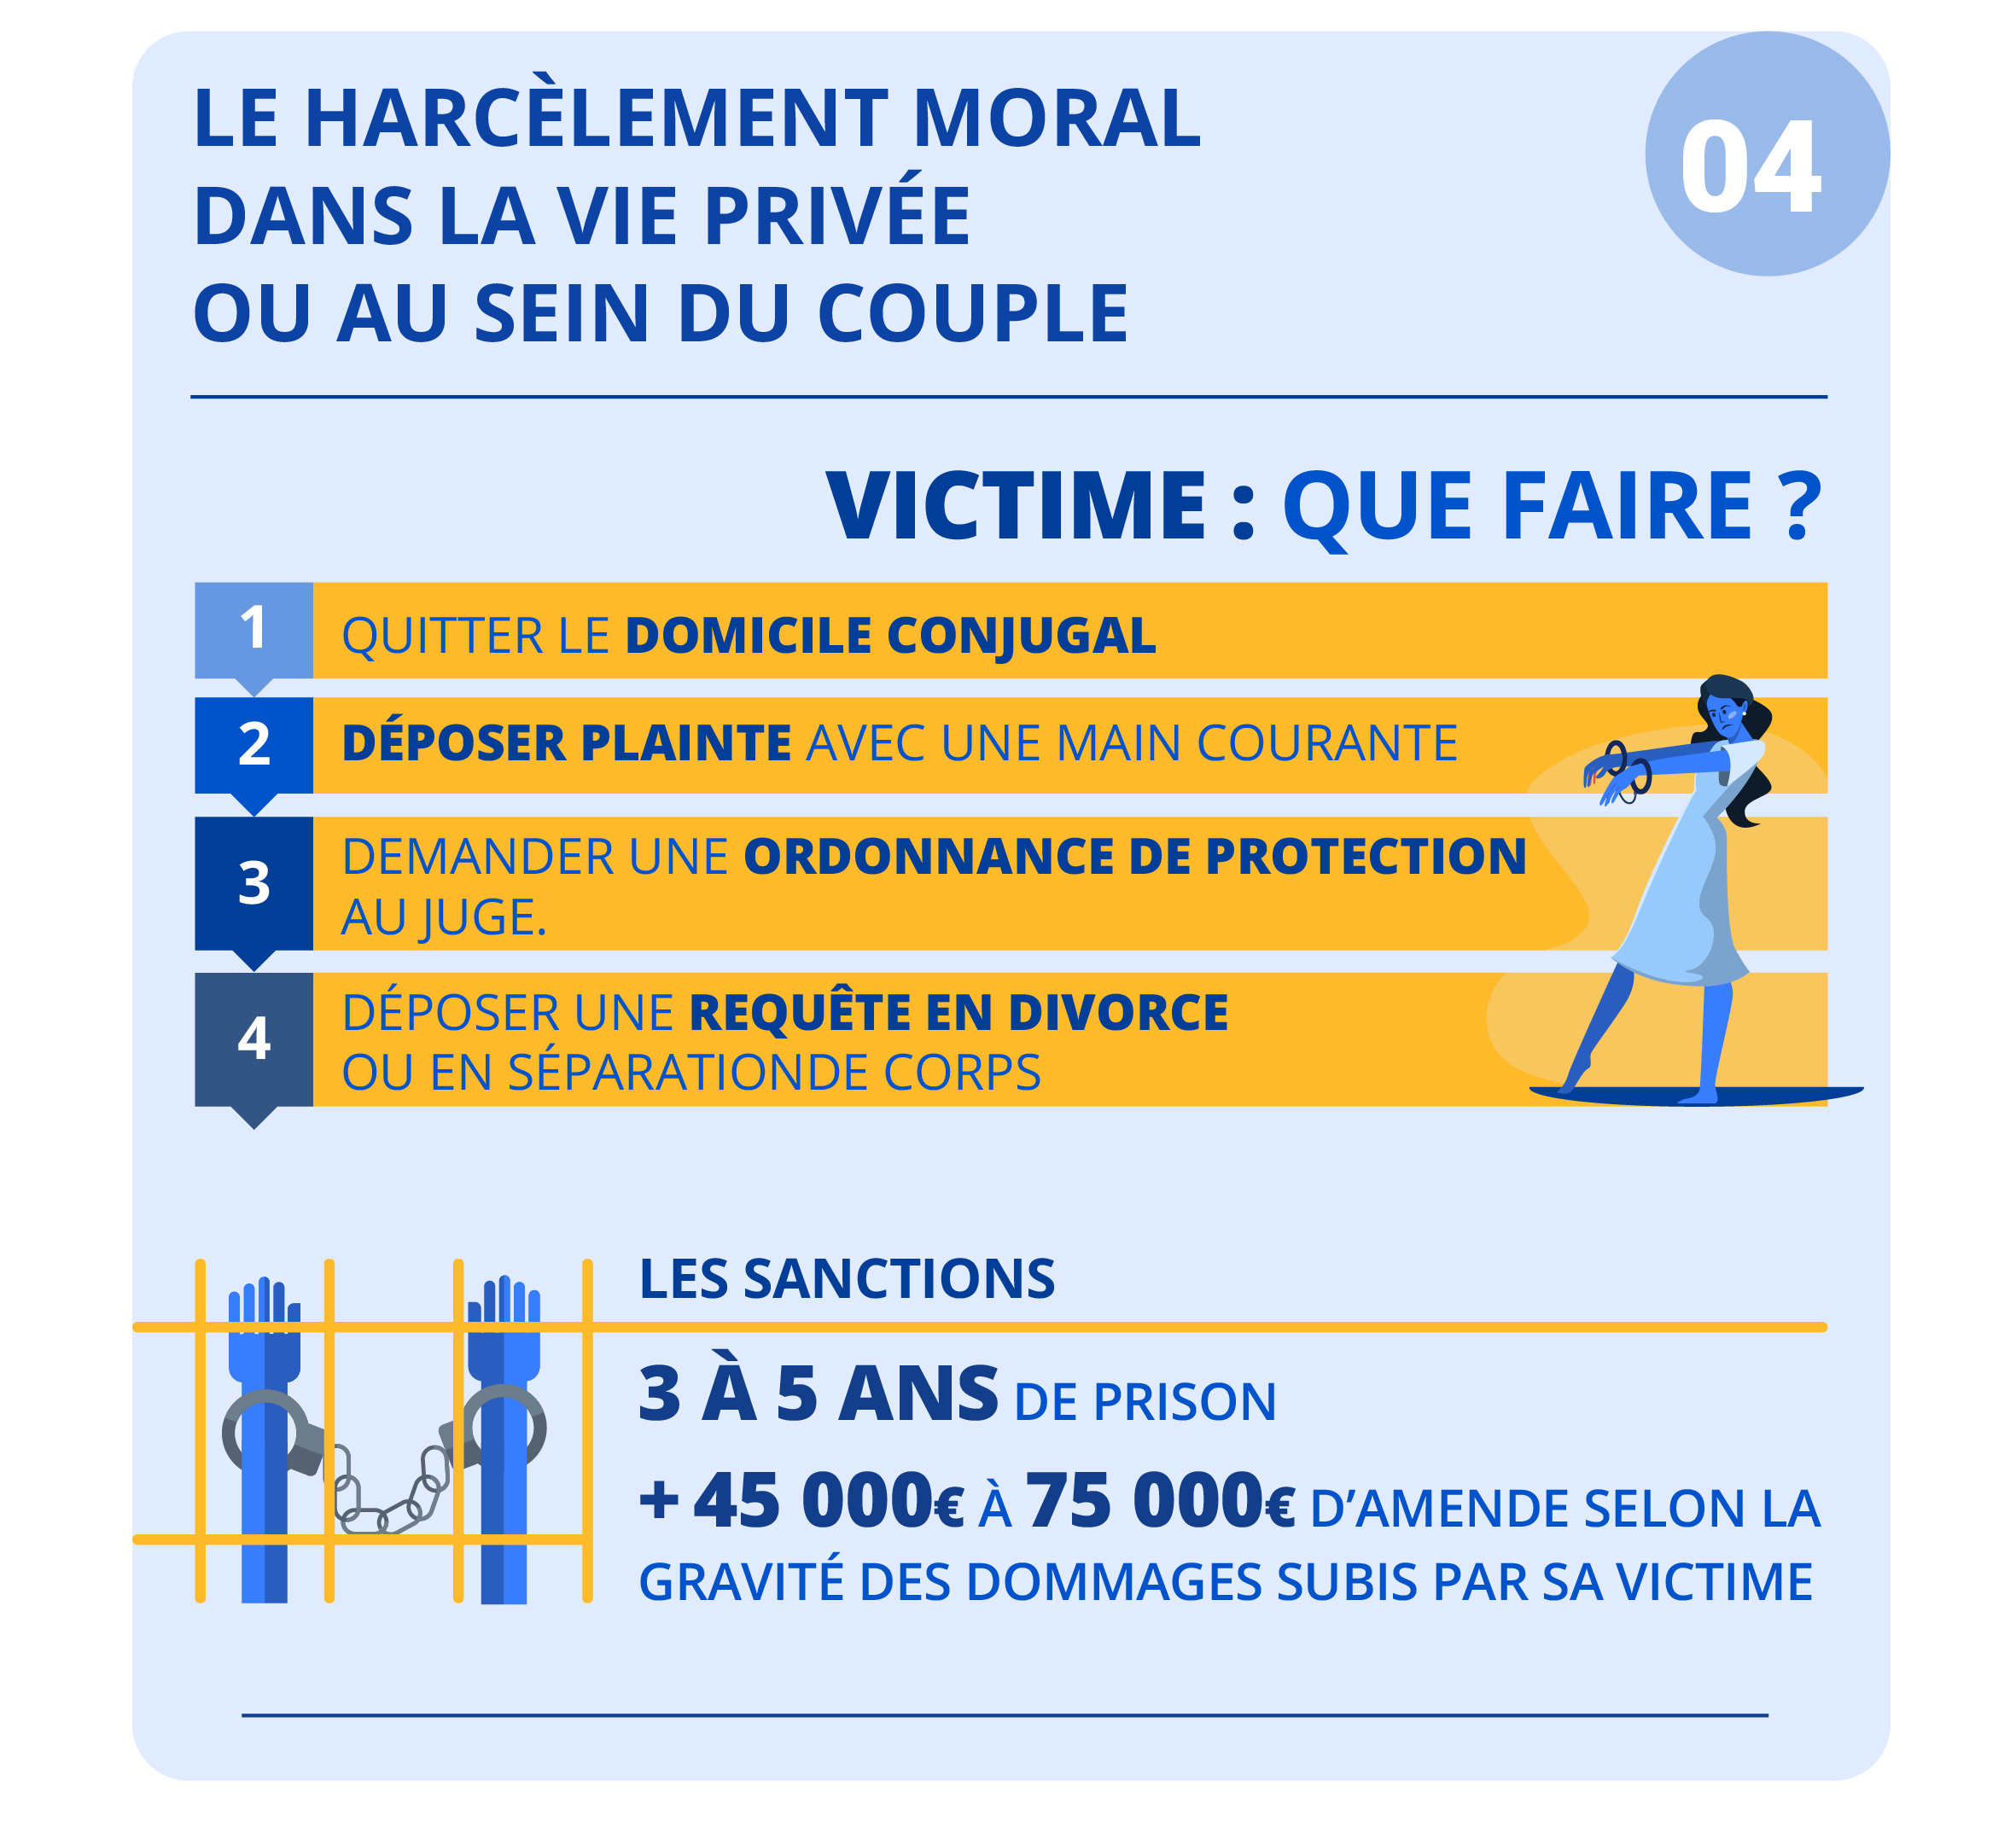 LE HARCÈLEMENT MORAL
DANS LA VIE PRIVÉE
OU AU SEIN DU COUPLE
04
VICTIME : QUE FAIRE ?
1
QUITTER LE DOMICILE CONJUGAL
2
DÉPOSER PLAINTE AVEC UNE MAIN COURANTE
3
DEMANDER UNE ORDONNANCE DE PROTECTION
AU JUGE.
4
DÉPOSER UNE REQUÊTE EN DIVORCE
OU EN SÉPARATIONDE CORPS
LES SANCTIONS
3 À 5 ANS DE PRISON
+ 45 000€ À 75 000€ D’AMENDE SELON LA
GRAVITÉ DES DOMMAGES SUBIS PAR SA VICTIME